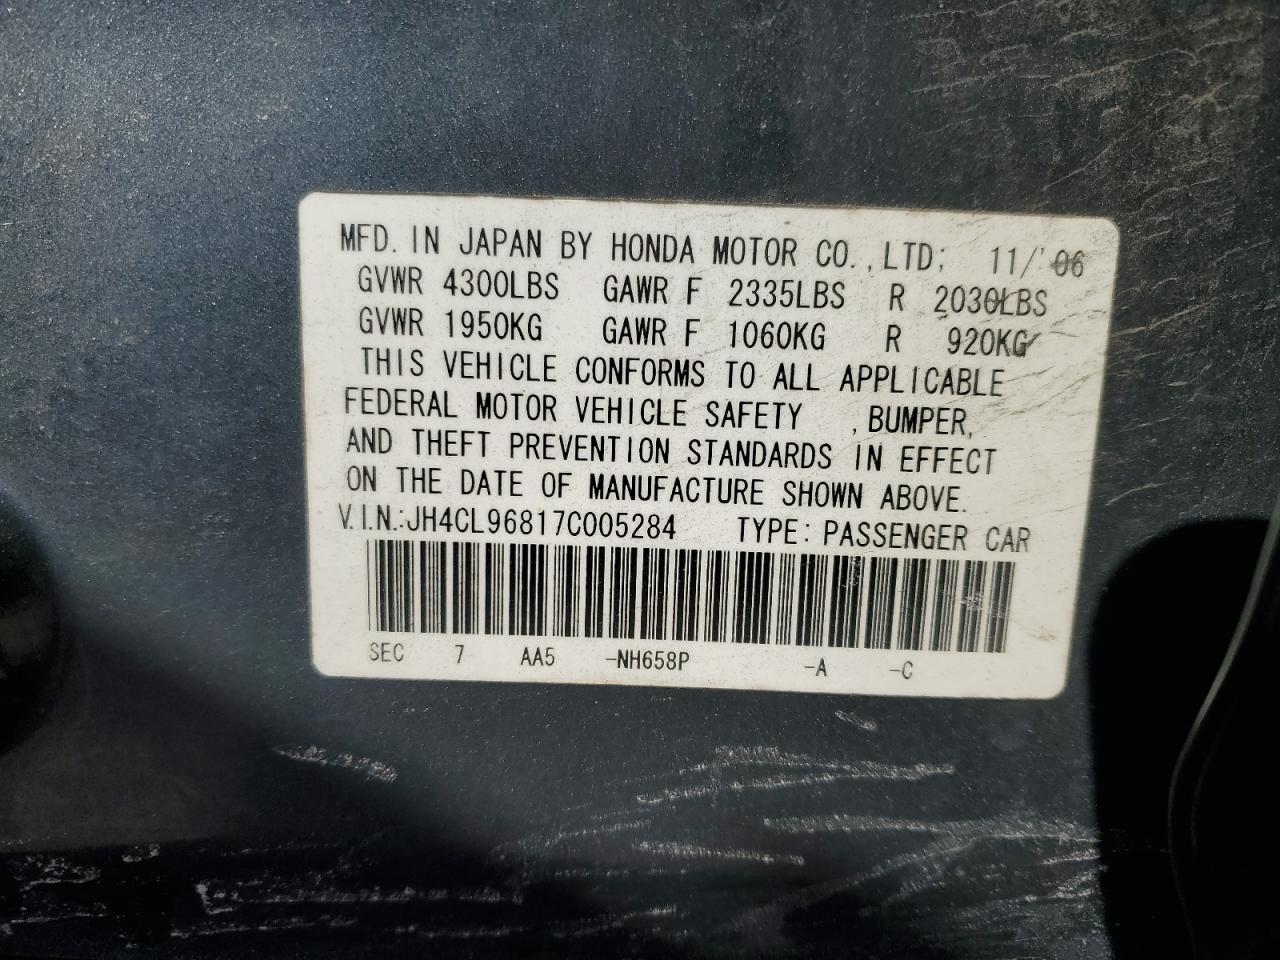 MFD. IN JAPAN BY HONDA MOTOR CO., LTD; 11/'06
GVWR 4300LBS GAWR F 2335LBS R 2030LBS
GVWR 1950KG GAWR F 1060KG R 920KG
THIS VEHICLE CONFORMS TO ALL APPLICABLE
FEDERAL MOTOR VEHICLE SAFETY , BUMPER,
AND THEFT PREVENTION STANDARDS IN EFFECT
ON THE DATE OF MANUFACTURE SHOWN ABOVE.
V.I.N.:JH4CL96817C005284 TYPE: PASSENGER CAR
SEC 7 AA5 -NH658P -A -C